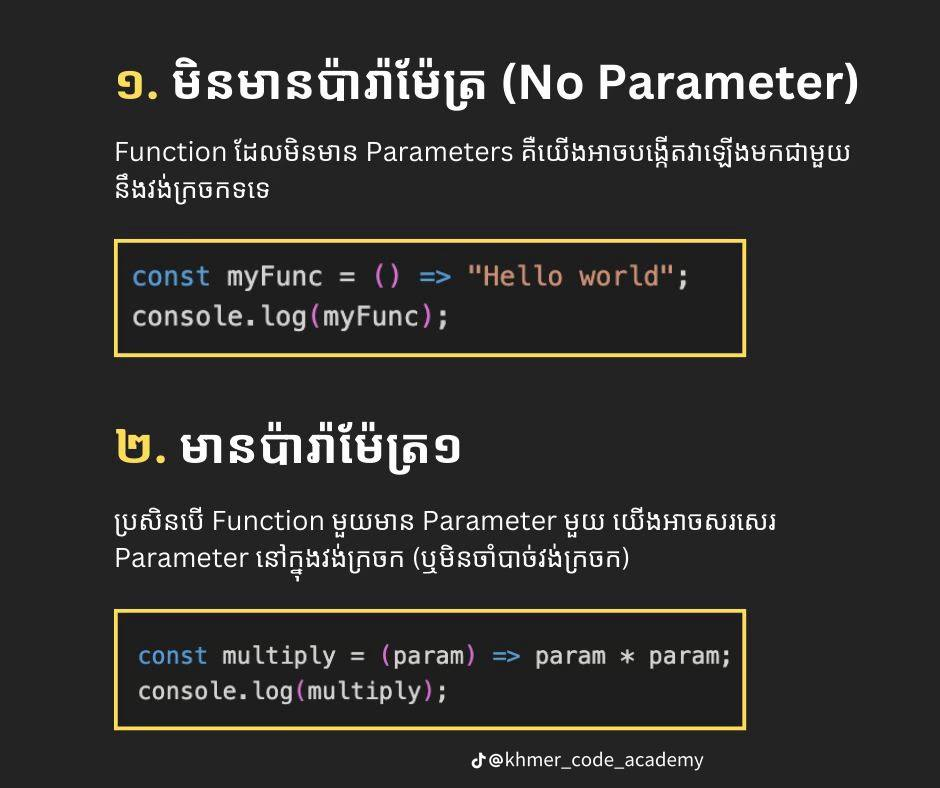 ១. មិនមានប៉ារ៉ាម៉ែត្រ (No Parameter)
Function ដែលមិនមាន Parameters គឺយើងអាចបង្កើតវាឡើងមកជាមួយ
នឹងវង់ក្រចកទទេ
const myFunc = () => "Hello world";
console.log(myFunc);
២. មានប៉ារ៉ាម៉ែត្រ១
ប្រសិនបើ Function មួយមាន Parameter មួយ យើងអាចសរសេរ
Parameter នៅក្នុងវង់ក្រចក (ឬមិនចាំបាច់វង់ក្រចក)
const multiply = (param) => param * param;
console.log(multiply);
@khmer_code_academy